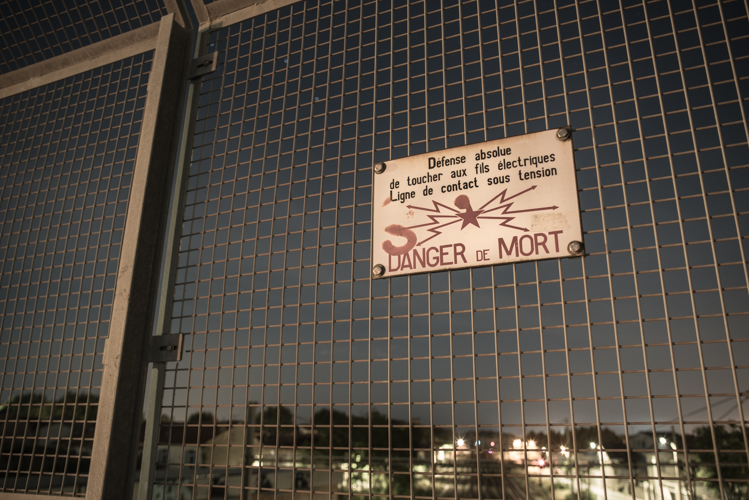 Défense absolue
de toucher aux fils électriques
Ligne de contact sous tension
DANGER DE MORT